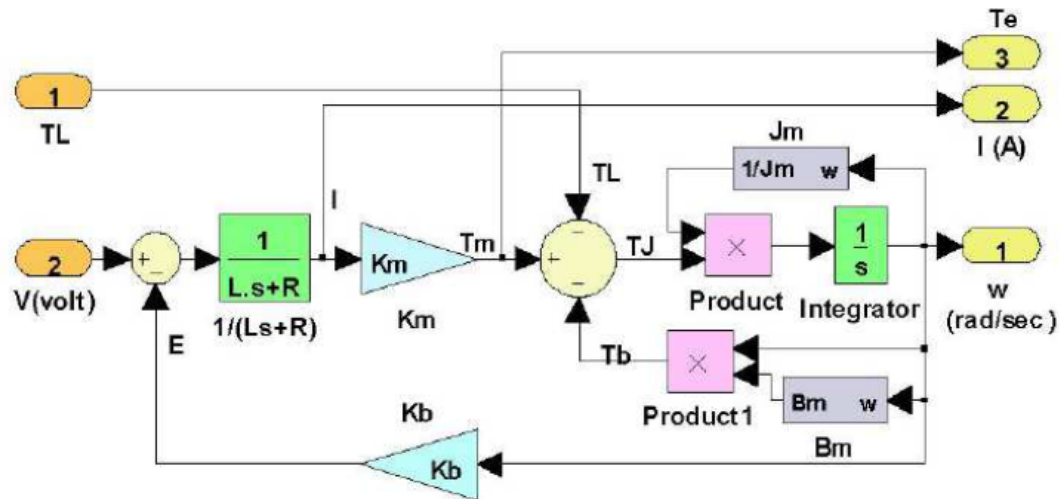 Te
3
1
TL
2
I (A)
Jm
1/Jm w
I
TL
2
V(volt)
+
−
1
L.s+R
1/(Ls+R)
Km
Km
Tm
−
+
−
TJ
×
Product
1
s
Integrator
1
w
(rad/sec)
E
Tb
×
Product1
Bm w
Bm
Kb
Kb